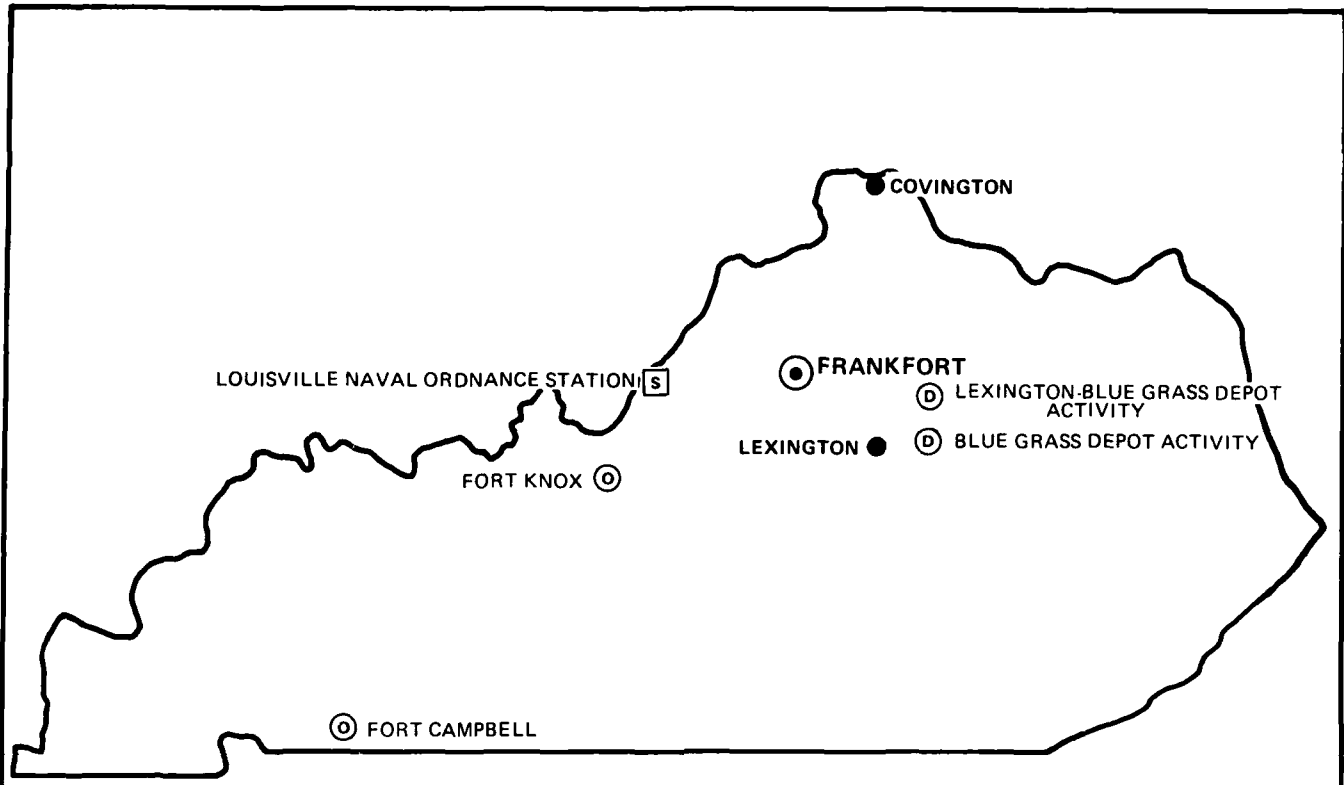 COVINGTON
LOUISVILLE NAVAL ORDNANCE STATION S
FRANKFORT
D LEXINGTON-BLUE GRASS DEPOT
ACTIVITY
LEXINGTON
D BLUE GRASS DEPOT ACTIVITY
FORT KNOX O
O FORT CAMPBELL